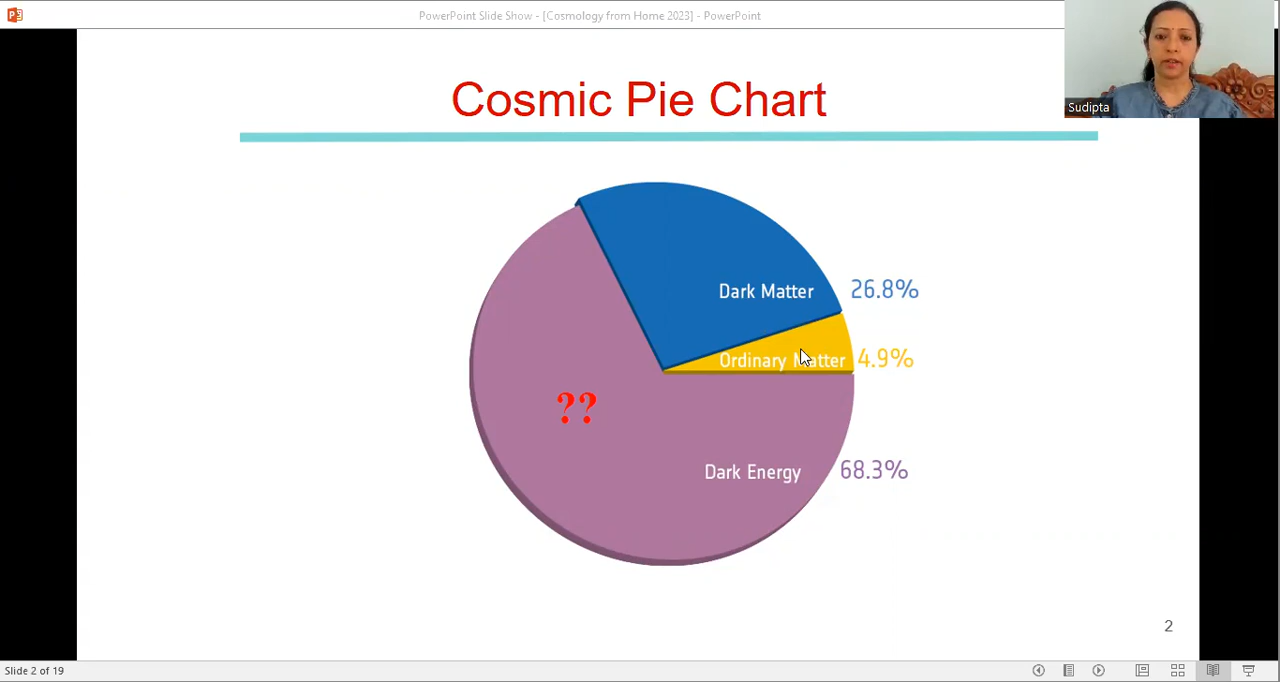 PowerPoint Slide Show - [Cosmology from Home 2023] - PowerPoint
Sudipta
Cosmic Pie Chart
Dark Matter 26.8%
Ordinary Matter 4.9%
??
Dark Energy 68.3%
2
Slide 2 of 19